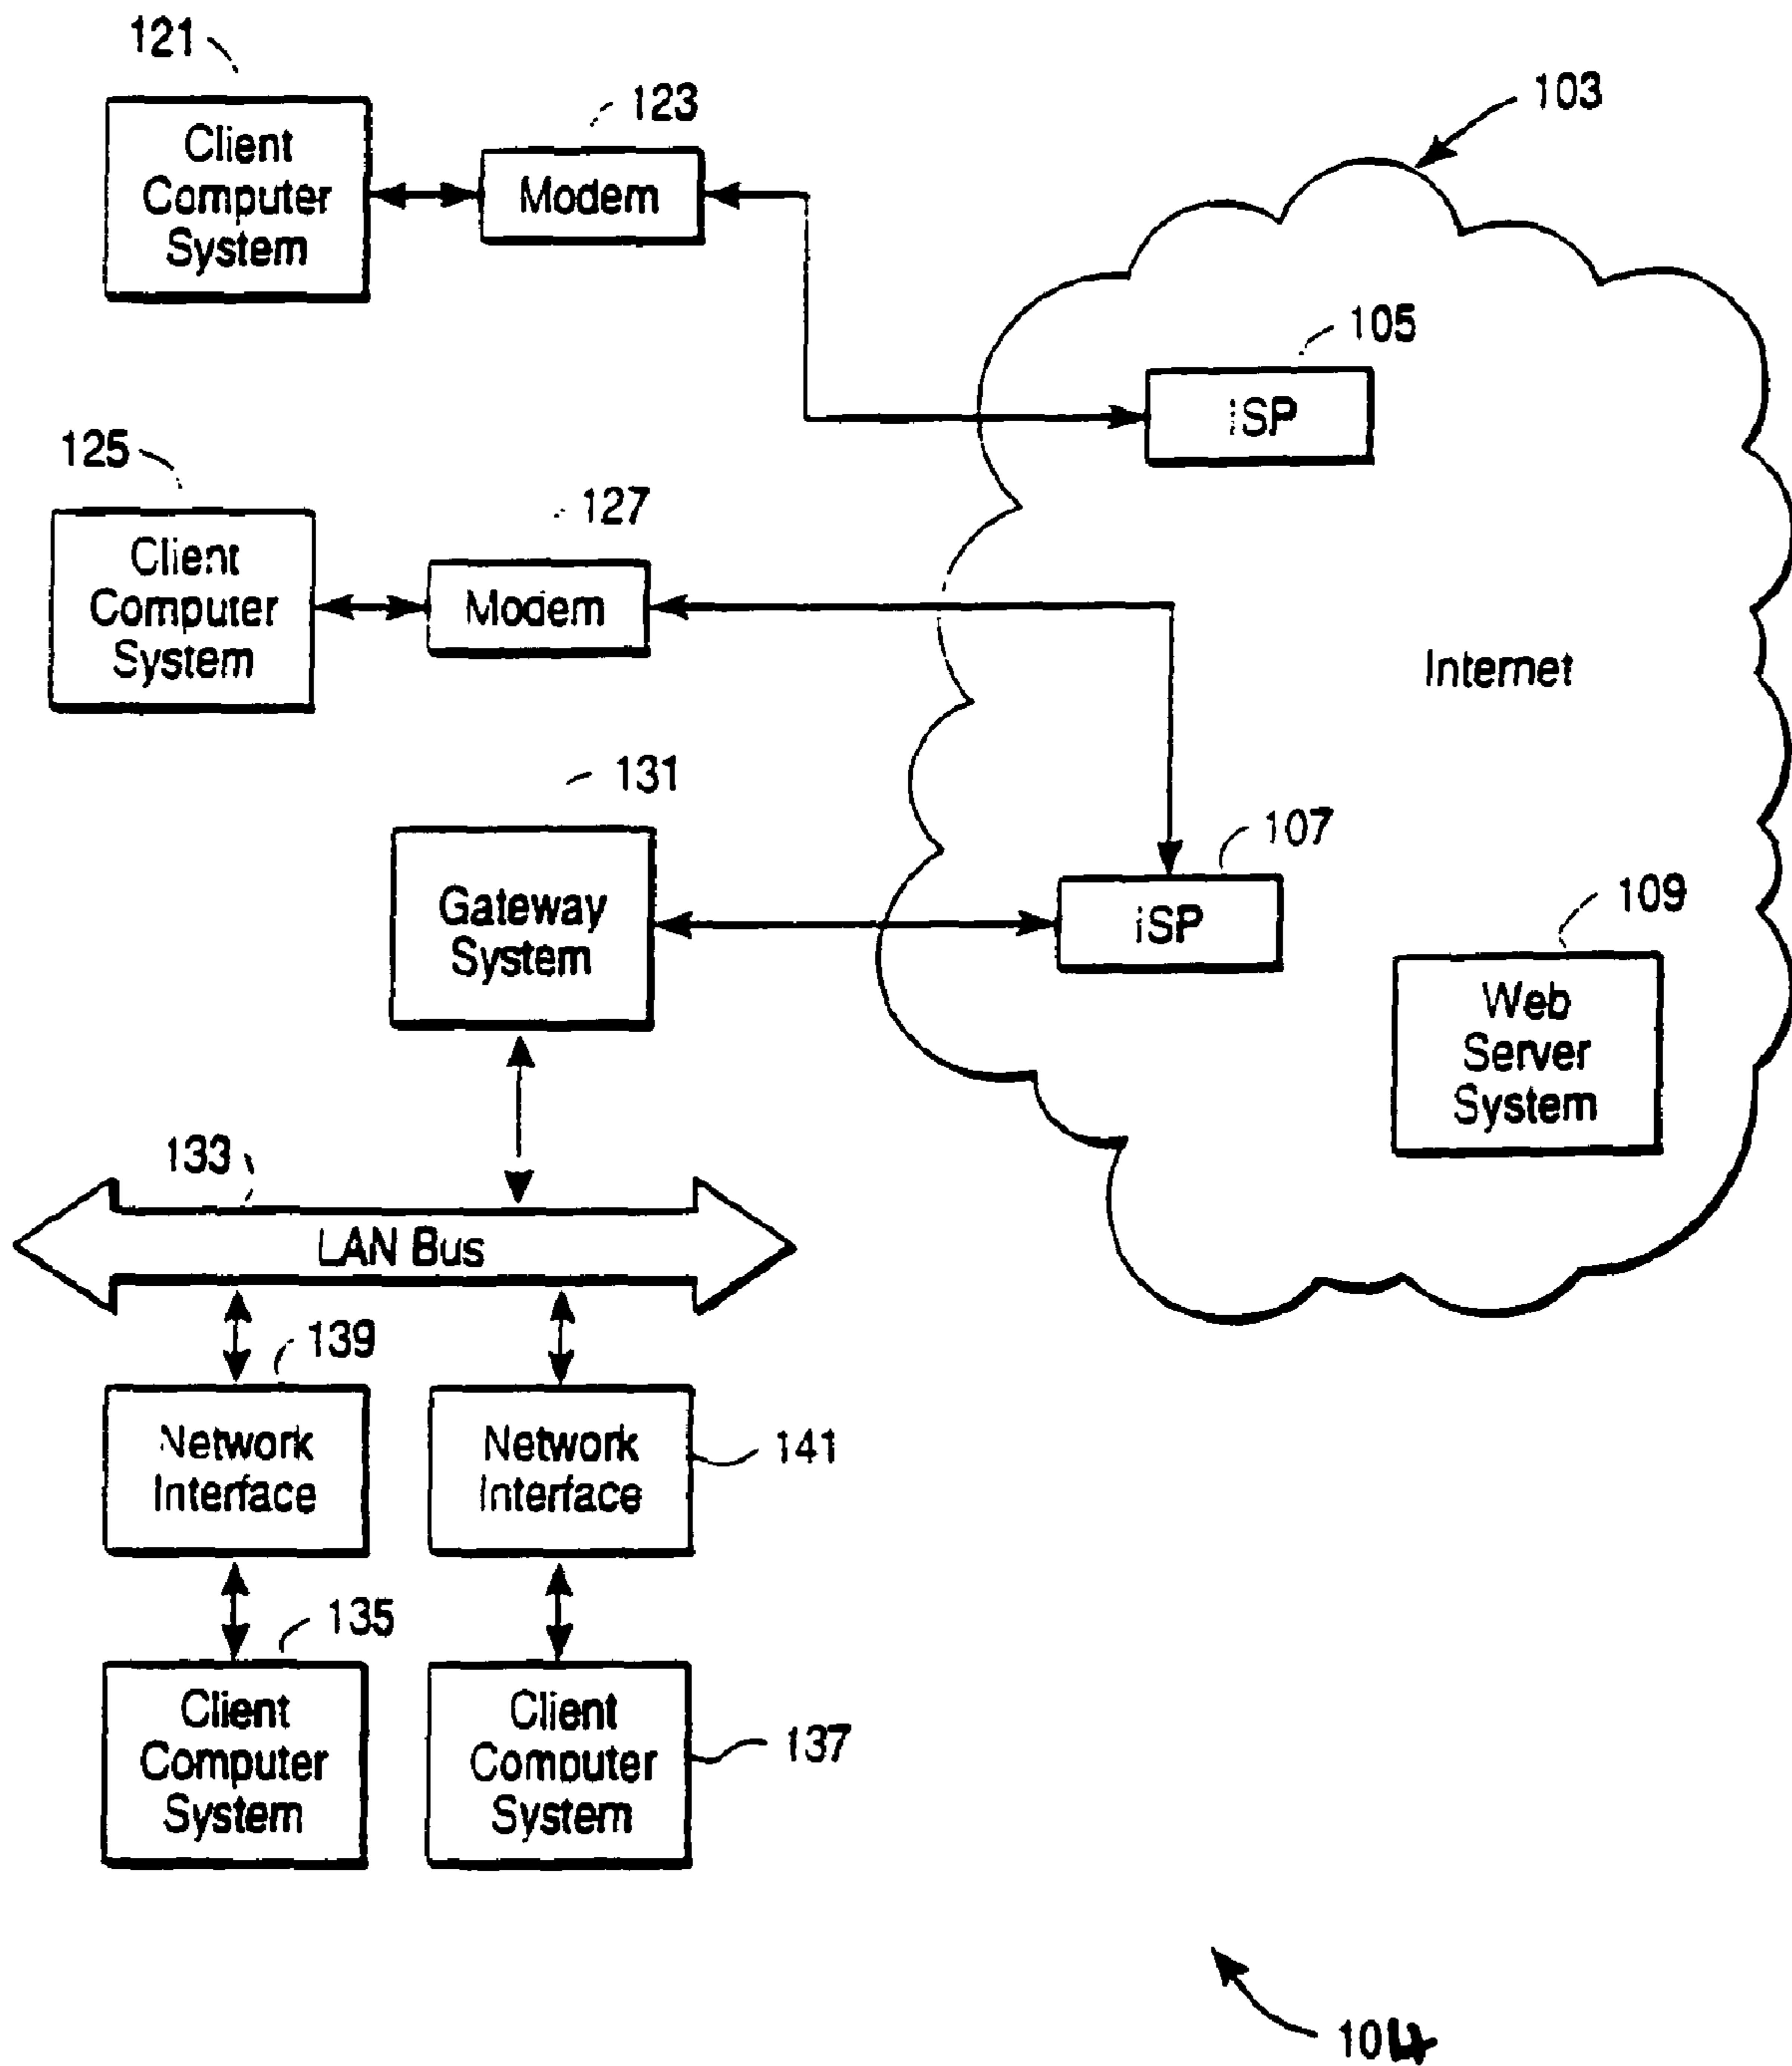 121
Client
Computer
System
123
Modem
103
105
iSP
125
Client
Computer
System
127
Modem
Internet
131
Gateway
System
107
iSP
109
Web
Server
System
133
LAN Bus
139
Network
Interface
Network
Interface
141
135
Client
Computer
System
Client
Computer
System
137
104